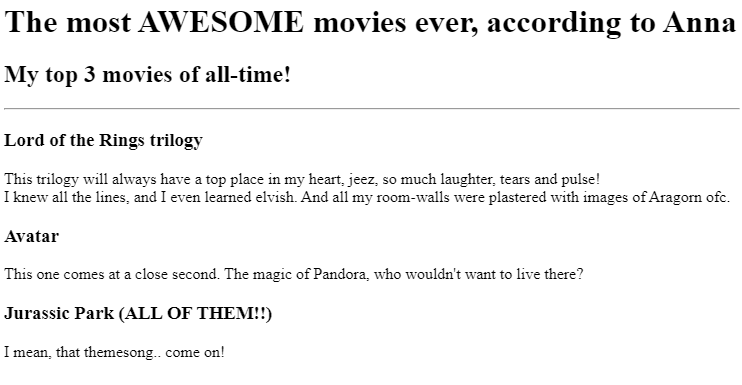 The most AWESOME movies ever, according to Anna
My top 3 movies of all-time!
Lord of the Rings trilogy
This trilogy will always have a top place in my heart, jeez, so much laughter, tears and pulse!
I knew all the lines, and I even learned elvish. And all my room-walls were plastered with images of Aragorn ofc.
Avatar
This one comes at a close second. The magic of Pandora, who wouldn't want to live there?
Jurassic Park (ALL OF THEM!!)
I mean, that themesong.. come on!